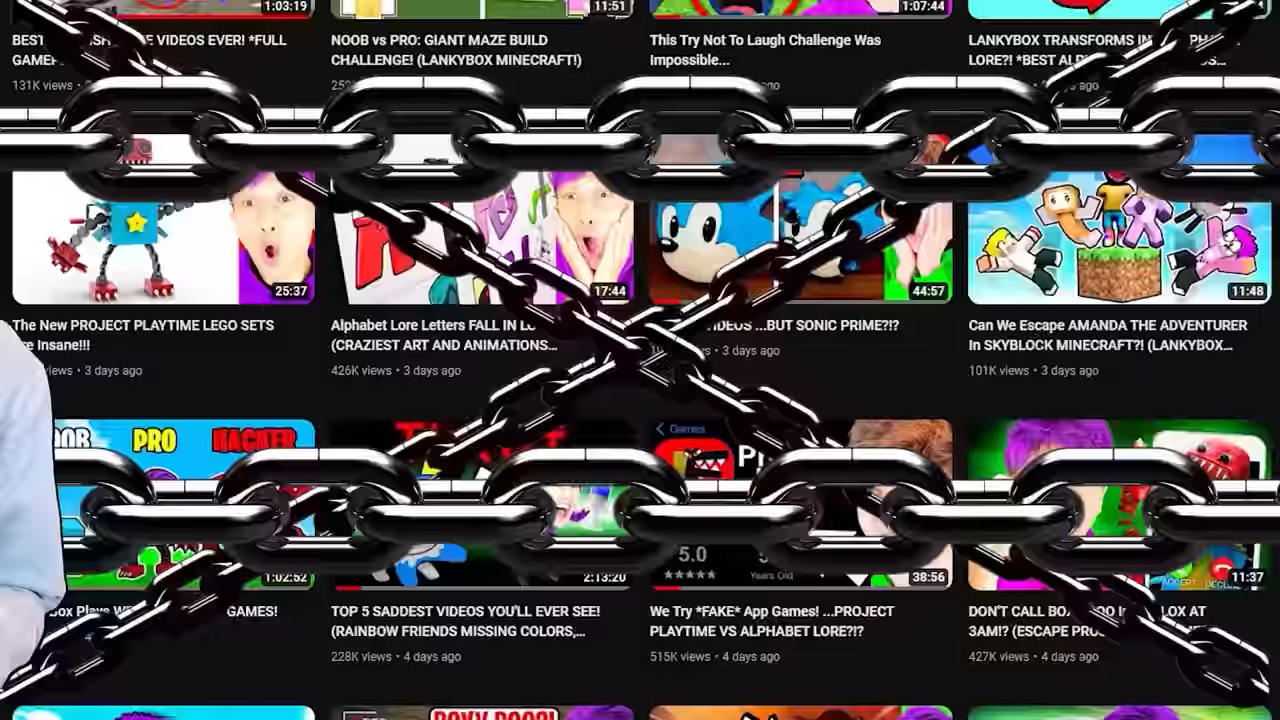 1:03:19
11:51
1:07:44
BEST VIDEOS EVER! *FULL
NOOB vs PRO: GIANT MAZE BUILD
CHALLENGE! (LANKYBOX MINECRAFT!)
This Try Not To Laugh Challenge Was
Impossible...
LANKYBOX TRANSFORMS
LORE?! *BEST
131K views •
ago
ago
25:37
17:44
44:57
11:48
The New PROJECT PLAYTIME LEGO SETS
Insane!!!
views • 3 days ago
Alphabet Lore Letters FALL IN
(CRAZIEST ART AND ANIMATIONS...
426K views • 3 days ago
...BUT SONIC PRIME?!?
• 3 days ago
Can We Escape AMANDA THE ADVENTURER
In SKYBLOCK MINECRAFT?! (LANKYBOX...
101K views • 3 days ago
PRO HACKER
Games
5.0
★★★★★
Years Old
1:02:52
2:13:20
38:56
11:37
Plays GAMES!
TOP 5 SADDEST VIDEOS YOU'LL EVER SEE!
(RAINBOW FRIENDS MISSING COLORS,...
228K views • 4 days ago
We Try *FAKE* App Games! ...PROJECT
PLAYTIME VS ALPHABET LORE?!?
515K views • 4 days ago
DON'T CALL AT
3AM!? (ESCAPE
427K views • 4 days ago